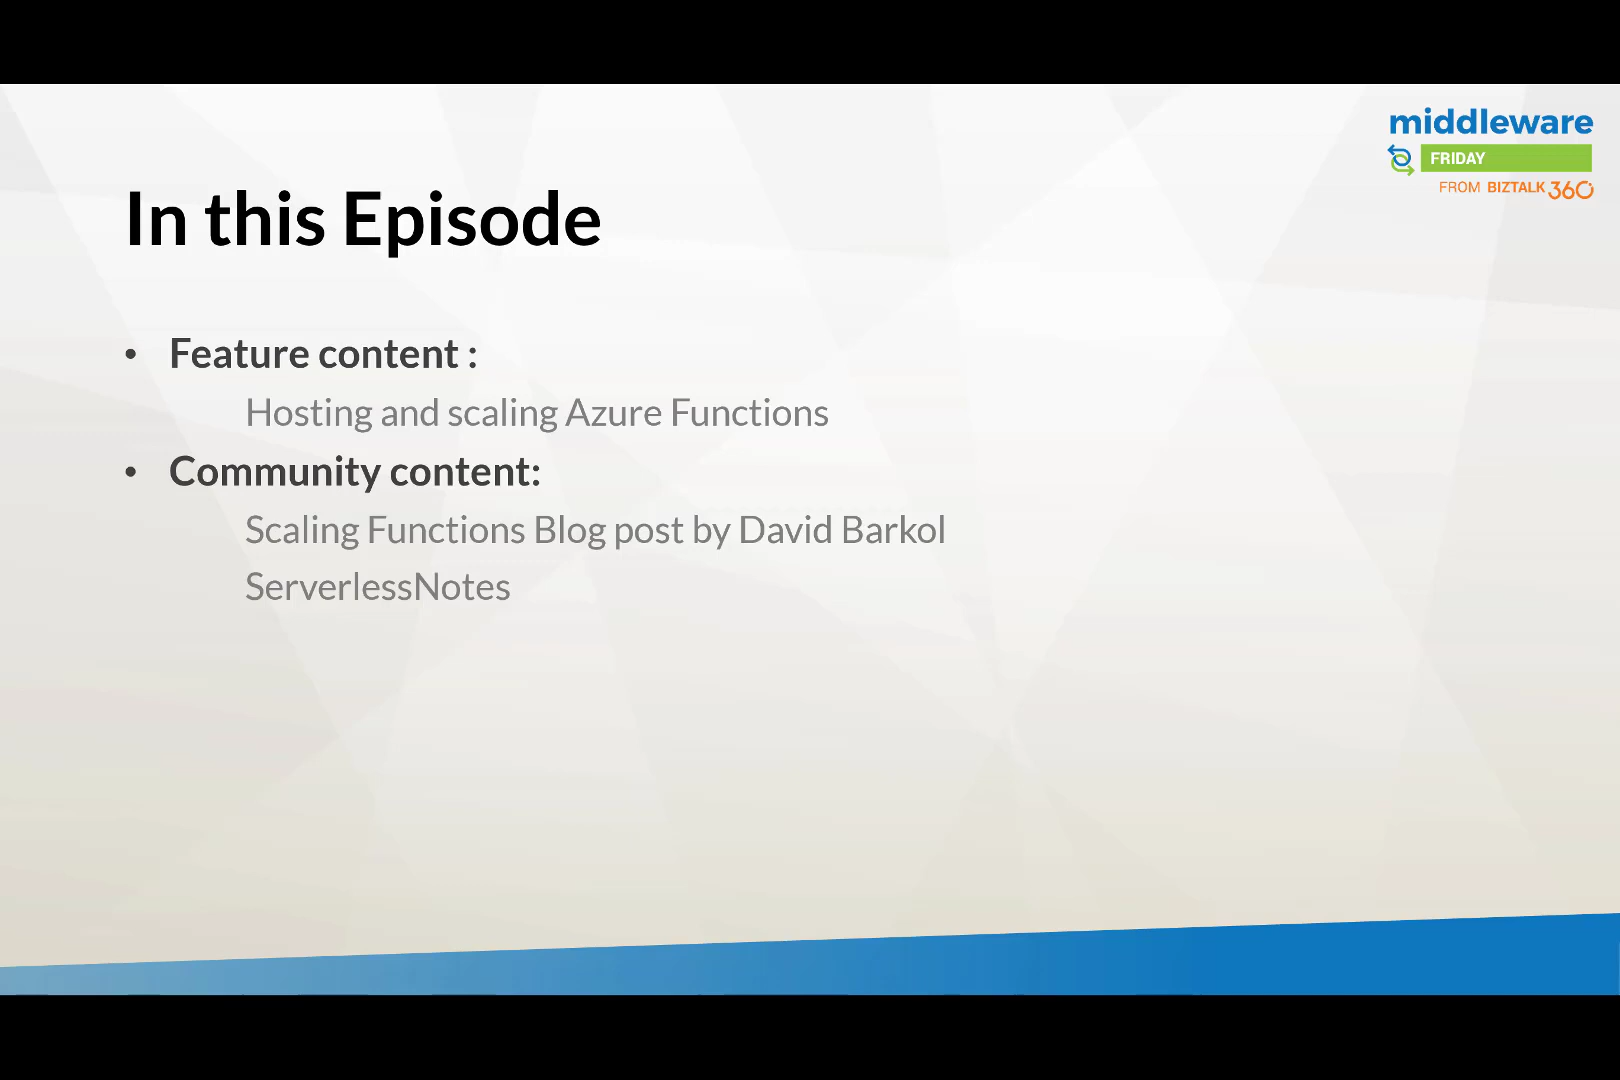 middleware
FRIDAY
FROM BIZTALK 360
In this Episode
• Feature content :
Hosting and scaling Azure Functions
• Community content:
Scaling Functions Blog post by David Barkol
ServerlessNotes